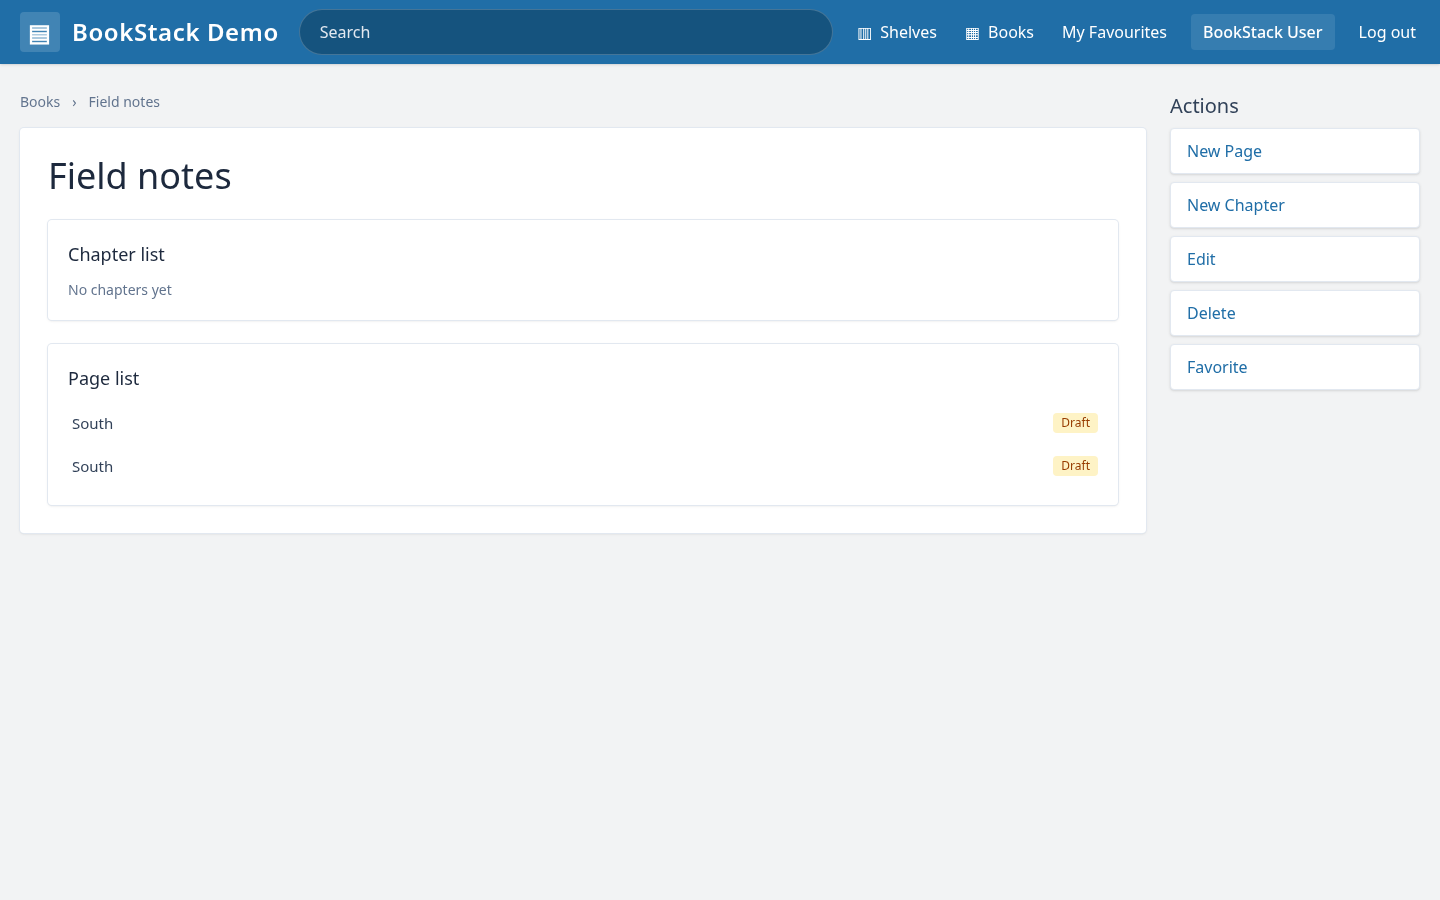 BookStack Demo
Search
Shelves
Books
My Favourites
BookStack User
Log out
Books › Field notes
Field notes
Chapter list
No chapters yet
Page list
South Draft
South Draft
Actions
New Page
New Chapter
Edit
Delete
Favorite